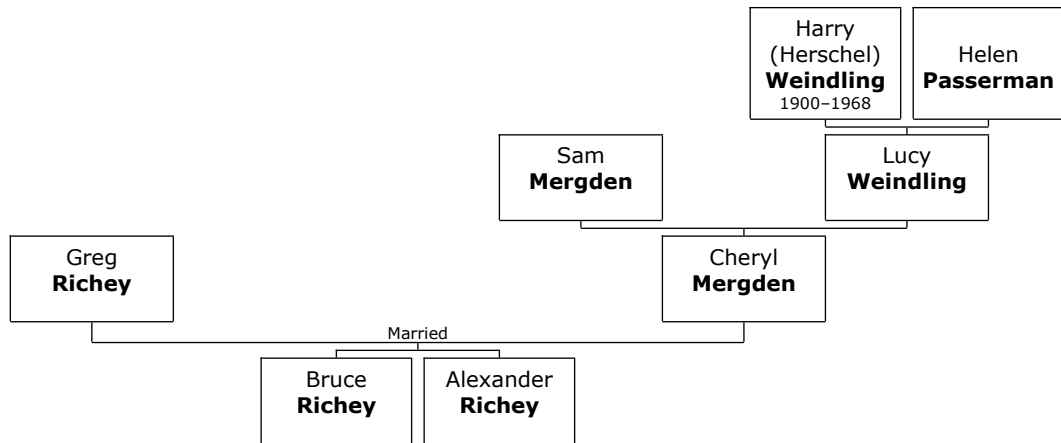 Harry
(Herschel)
Weindling
1900–1968
Helen
Passerman
Sam
Mergden
Lucy
Weindling
Greg
Richey
Cheryl
Mergden
Married
Bruce
Richey
Alexander
Richey